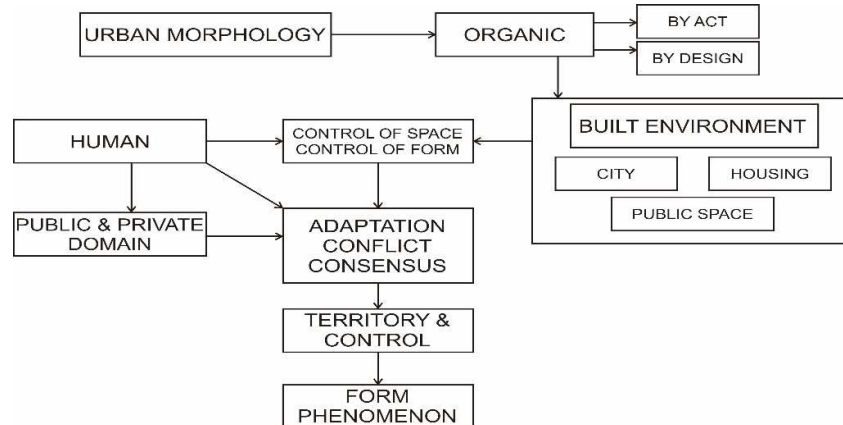 URBAN MORPHOLOGY
ORGANIC
BY ACT
BY DESIGN
BUILT ENVIRONMENT
CITY
HOUSING
PUBLIC SPACE
HUMAN
CONTROL OF SPACE
CONTROL OF FORM
PUBLIC & PRIVATE
DOMAIN
ADAPTATION
CONFLICT
CONSENSUS
TERRITORY &
CONTROL
FORM
PHENOMENON